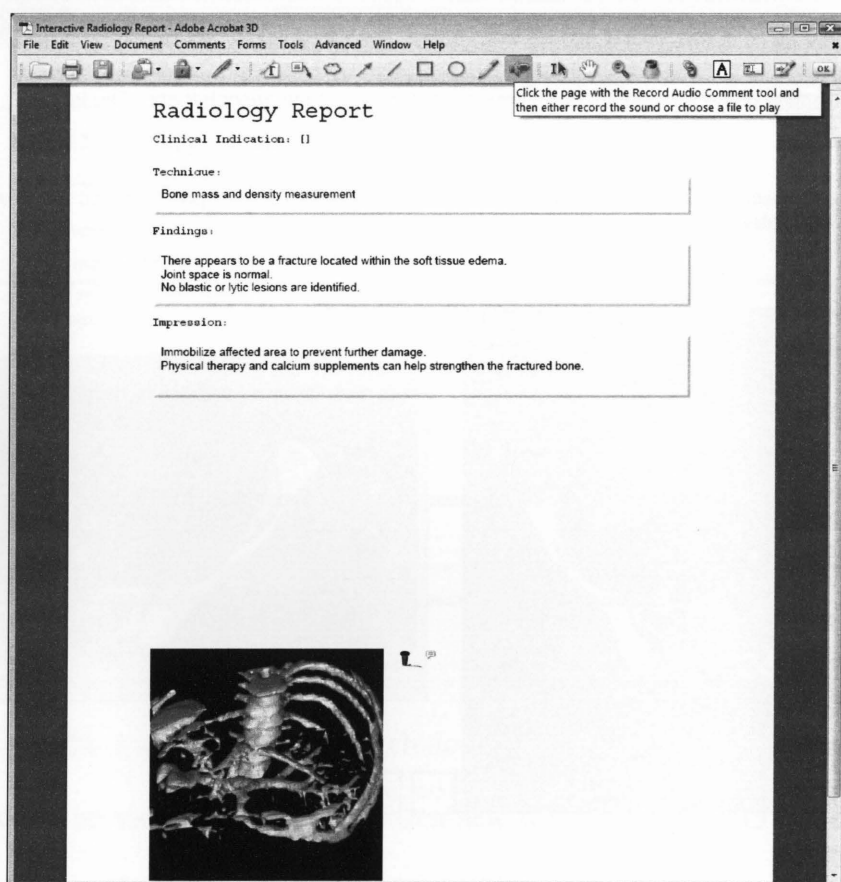 Interactive Radiology Report - Adobe Acrobat 3D
File Edit View Document Comments Forms Tools Advanced Window Help
T A OK
Click the page with the Record Audio Comment tool and
then either record the sound or choose a file to play
Radiology Report
Clinical Indication: []
Technique:
Bone mass and density measurement
Findings:
There appears to be a fracture located within the soft tissue edema.
Joint space is normal.
No blastic or lytic lesions are identified.
Impression:
Immobilize affected area to prevent further damage.
Physical therapy and calcium supplements can help strengthen the fractured bone.